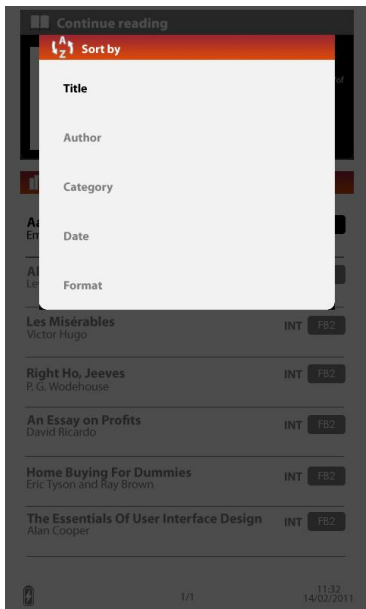 Continue reading
A
Z
Sort by
Title
of
Author
Category
Date
Format
Les Misérables
INT FB2
Victor Hugo
Right Ho, Jeeves
INT FB2
P. G. Wodehouse
An Essay on Profits
INT FB2
David Ricardo
Home Buying For Dummies
INT FB2
Eric Tyson and Ray Brown
The Essentials Of User Interface Design
INT FB2
Alan Cooper
1/1
11:32
14/02/2011